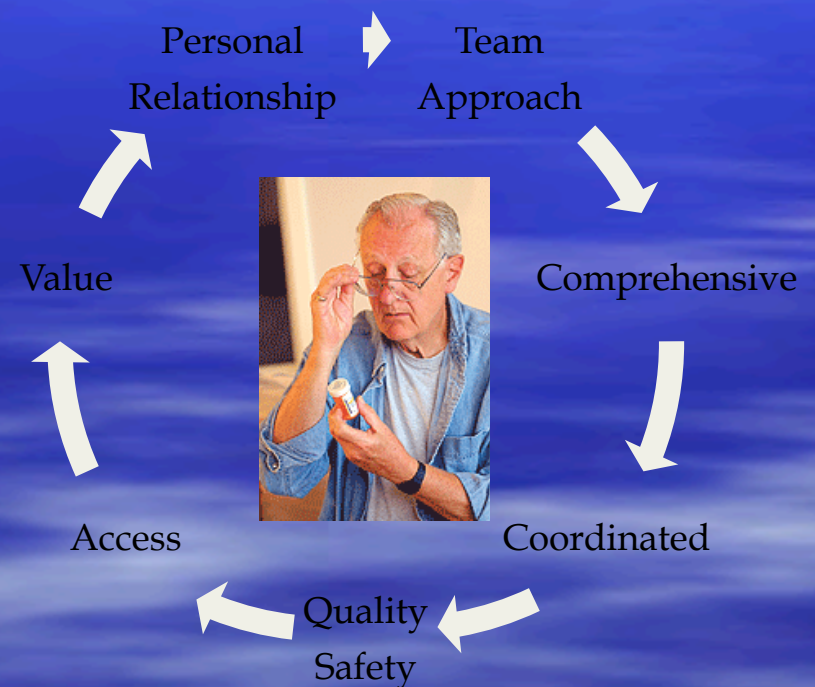 Personal
Relationship
Team
Approach
Comprehensive
Coordinated
Quality
Safety
Access
Value